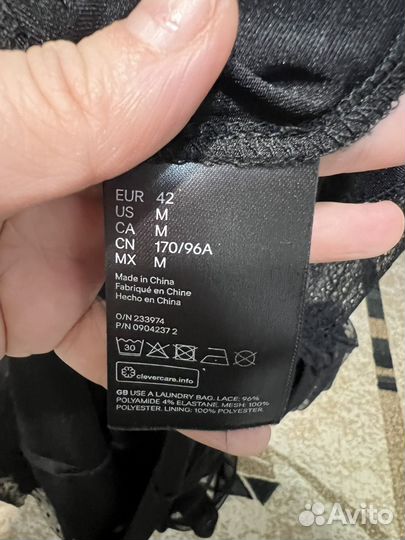 EUR 42
US M
CA M
CN 170/96A
MX M
Made in China
Fabriqué en Chine
Hecho en China
O/N 233974
P/N 0904237 2
30
clevercare.info
GB USE A LAUNDRY BAG. LACE: 96%
POLYAMIDE 4% ELASTANE. MESH: 100%
POLYESTER. LINING: 100% POLYESTER.
Avito